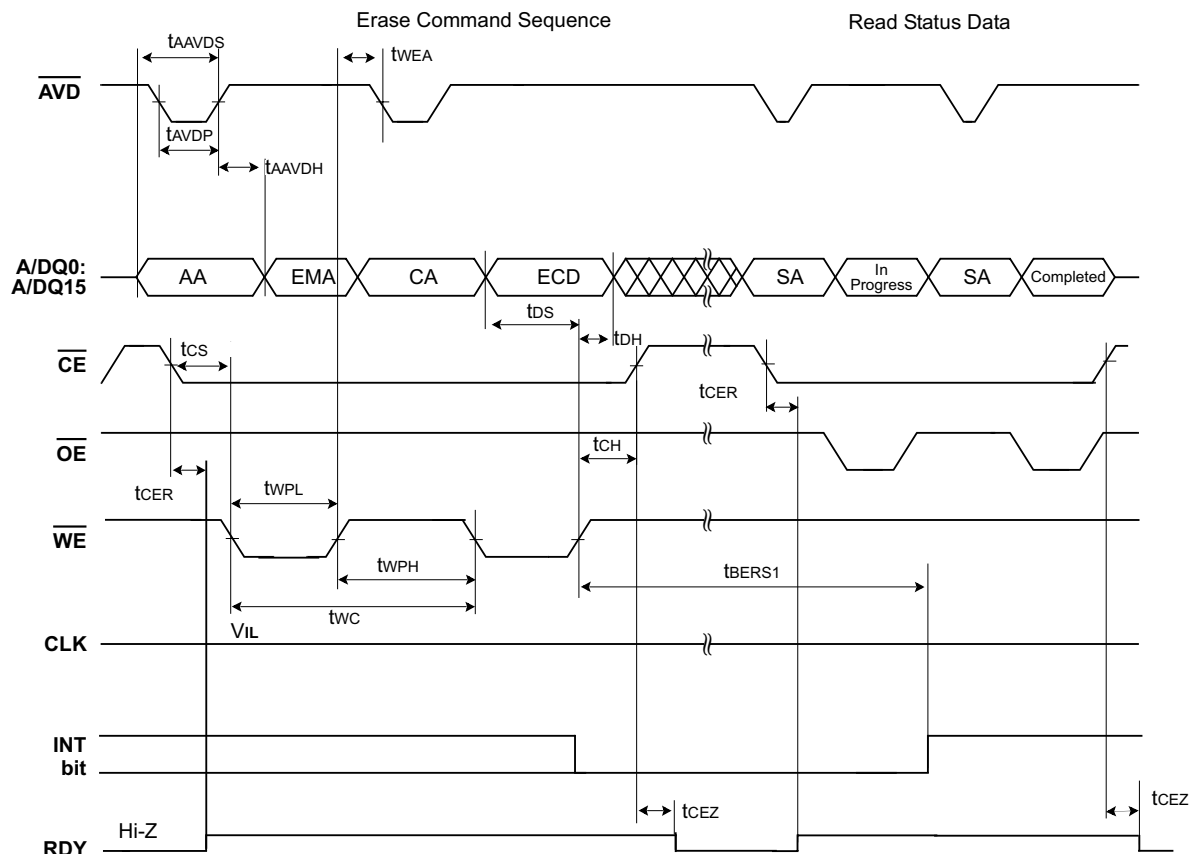 Erase Command Sequence Read Status Data
tAAVDS
tWEA
AVD
tAVDP
tAAVDH
A/DQ0:
A/DQ15
AA EMA CA ECD SA In Progress SA Completed
tDS
tDH
CE
tCS
tCER
OE
tCH
tCER
tWPL
WE
tWPH
tBERS1
tWC
VIL
CLK
INT
bit
tCEZ
tCEZ
Hi-Z
RDY